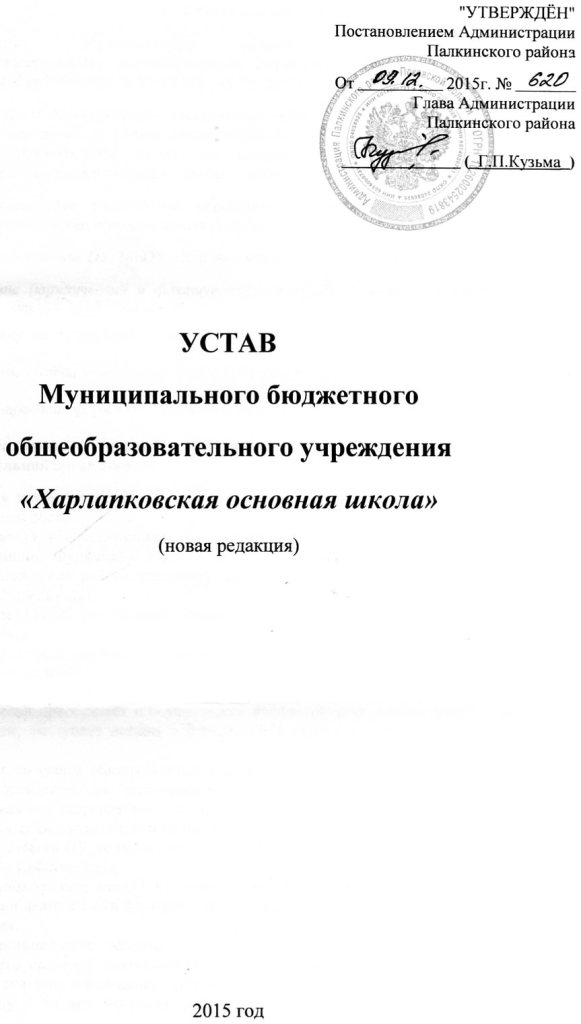 "УТВЕРЖДЁН"
Постановлением Администрации
Палкинского района
От 09.12. 2015г. № 620
Глава Администрации
Палкинского района
( Г.П.Кузьма )
УСТАВ
Муниципального бюджетного
общеобразовательного учреждения
«Харлапковская основная школа»
(новая редакция)
2015 год